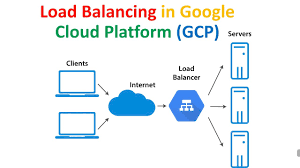 Load Balancing in Google
Cloud Platform (GCP)
Servers
Clients
Internet
Load
Balancer